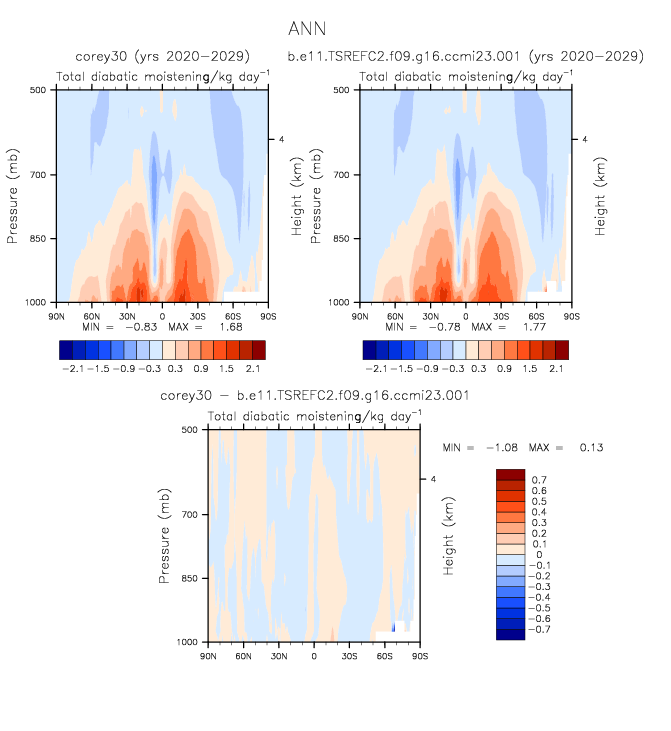 ANN
corey30 (yrs 2020−2029)
b.e11.TSREFC2.f09.g16.ccmi23.001 (yrs 2020−2029)
Total diabatic moistening/kg day−1
Total diabatic moistening/kg day−1
500
700
850
1000
Pressure (mb)
4
Height (km)
90N 60N 30N 0 30S 60S 90S
MIN = −0.83 MAX = 1.68
−2.1 −1.5 −0.9 −0.3 0.3 0.9 1.5 2.1
500
700
850
1000
Pressure (mb)
4
Height (km)
90N 60N 30N 0 30S 60S 90S
MIN = −0.78 MAX = 1.77
−2.1 −1.5 −0.9 −0.3 0.3 0.9 1.5 2.1
corey30 − b.e11.TSREFC2.f09.g16.ccmi23.001
Total diabatic moistening/kg day−1
500
700
850
1000
Pressure (mb)
4
Height (km)
90N 60N 30N 0 30S 60S 90S
MIN = −1.08 MAX = 0.13
0.7
0.6
0.5
0.4
0.3
0.2
0.1
0
−0.1
−0.2
−0.3
−0.4
−0.5
−0.6
−0.7